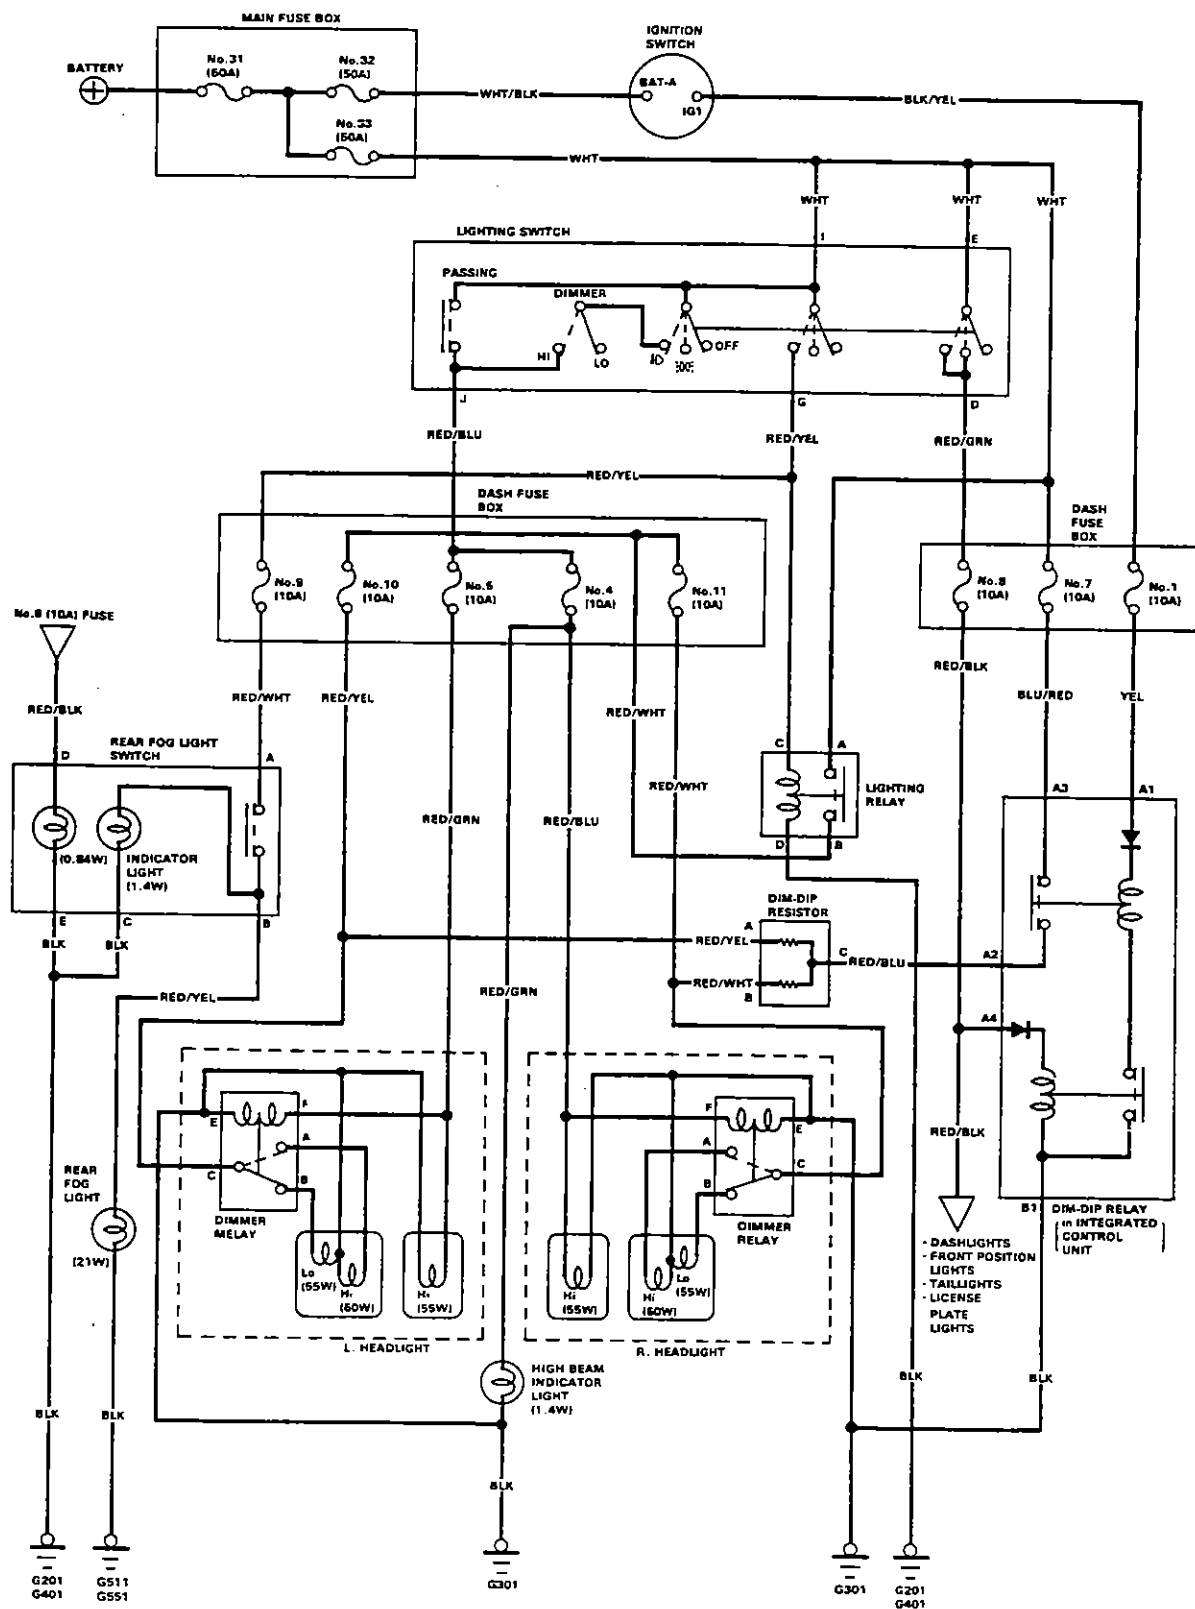 MAIN FUSE BOX
IGNITION
SWITCH
BATTERY
No.31
(60A)
No.32
(50A)
WHT/BLK
BAT-A
IG1
BLK/YEL
No.33
(50A)
WHT
WHT
WHT
WHT
LIGHTING SWITCH
I
E
PASSING
DIMMER
HI
LO
OFF
J
G
D
RED/BLU
RED/YEL
RED/GRN
RED/YEL
DASH FUSE
BOX
DASH
FUSE
BOX
No.9
(10A)
No.10
(10A)
No.5
(10A)
No.4
(10A)
No.11
(10A)
No.8
(10A)
No.7
(10A)
No.1
(10A)
No.8 (10A) FUSE
RED/BLK
RED/WHT
RED/YEL
RED/WHT
RED/BLK
BLU/RED
YEL
REAR FOG LIGHT
SWITCH
D
A
C
A
LIGHTING
RELAY
RED/WHT
A3
A1
RED/GRN
RED/BLU
(0.84W)
INDICATOR
LIGHT
(1.4W)
D
B
E
C
B
BLK
BLK
DIM-DIP
RESISTOR
A
RED/YEL
C
RED/BLU
A2
RED/WHT
B
RED/YEL
RED/GRN
A4
F
E
A
C
B
DIMMER
MELAY
F
E
A
C
B
DIMMER
RELAY
RED/BLK
REAR
FOG
LIGHT
(21W)
Lo
(55W)
Hi
(60W)
Hi
(55W)
Hi
(55W)
Hi
(60W)
Lo
(55W)
L. HEADLIGHT
R. HEADLIGHT
B1
DIM-DIP RELAY
in INTEGRATED
CONTROL
UNIT
- DASHLIGHTS
- FRONT POSITION
LIGHTS
- TAILLIGHTS
- LICENSE
PLATE
LIGHTS
HIGH BEAM
INDICATOR
LIGHT
(1.4W)
BLK
BLK
BLK
BLK
BLK
G201
G401
G511
G551
G301
G301
G201
G401